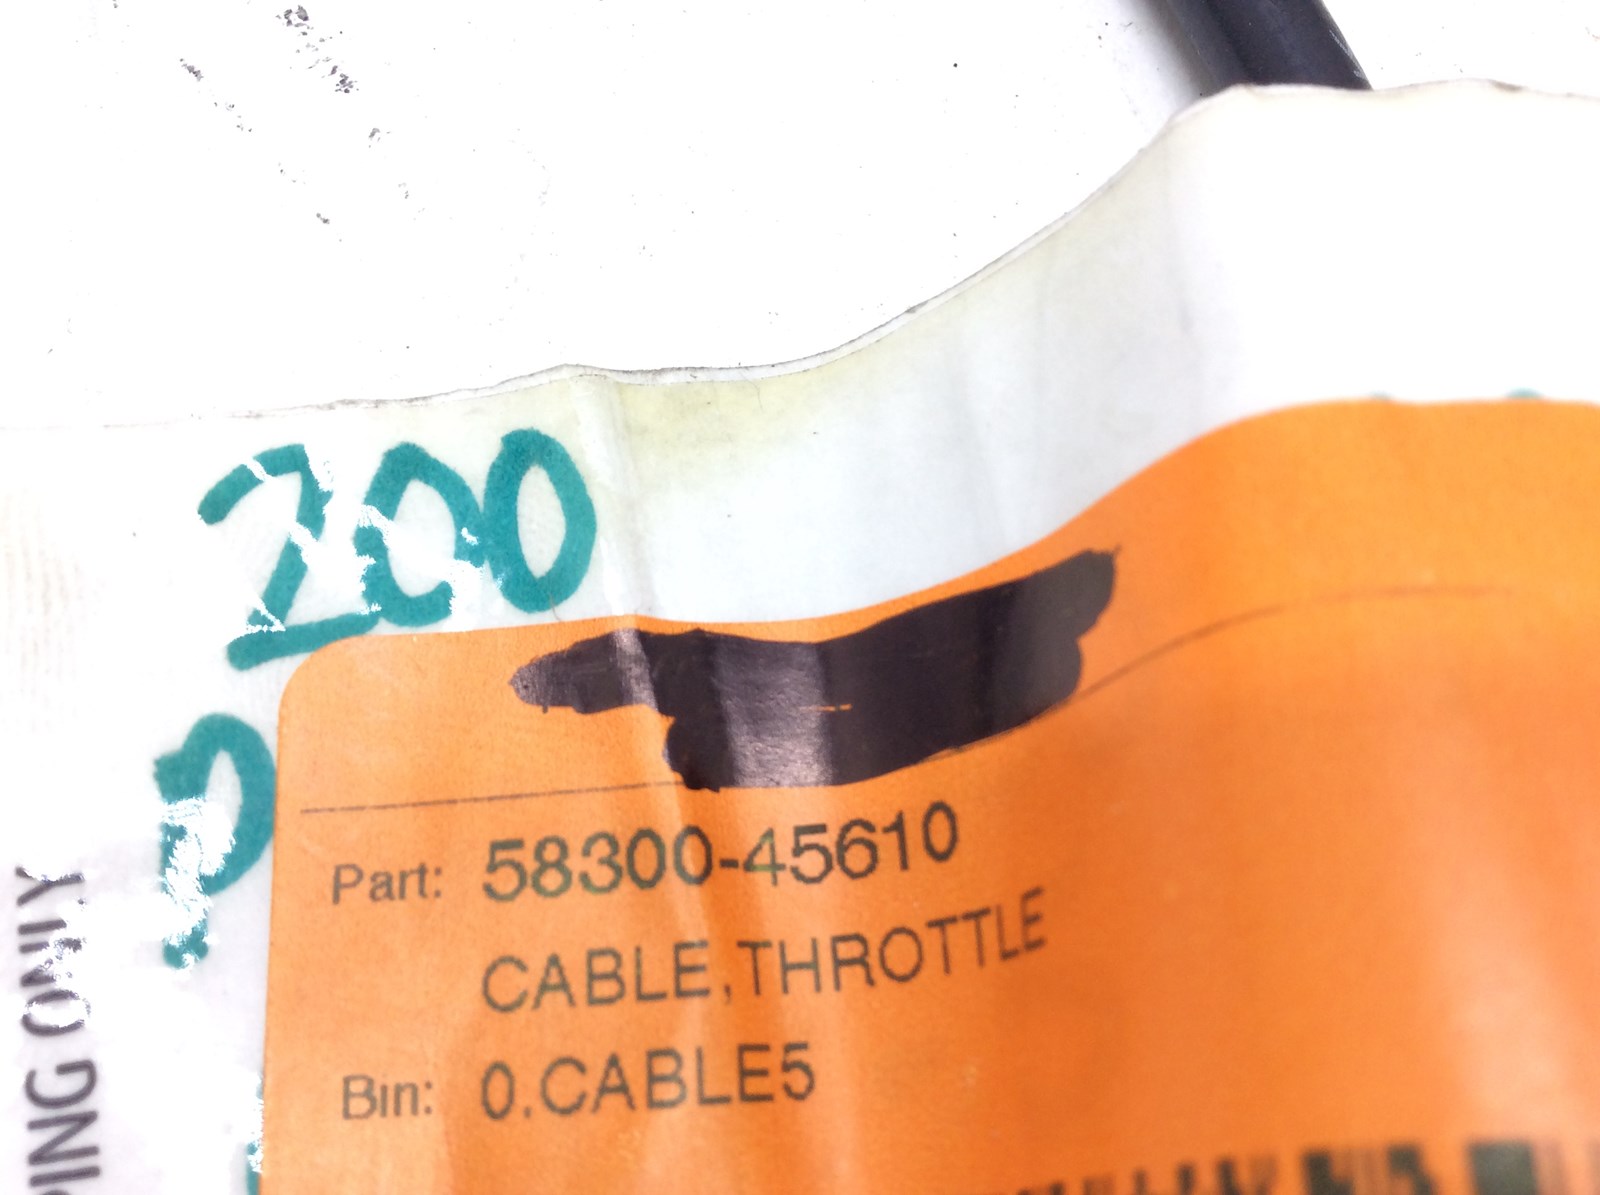 200
P
PING ONLY
Part: 58300-45610
CABLE,THROTTLE
Bin: 0.CABLE5